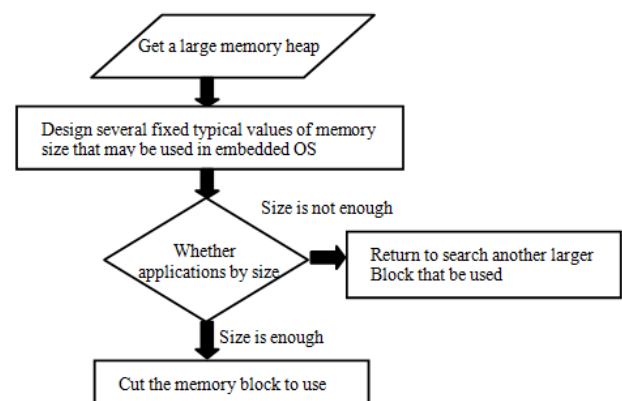 Get a large memory heap
Design several fixed typical values of memory
size that may be used in embedded OS
Size is not enough
Whether
applications by size
Return to search another larger
Block that be used
Size is enough
Cut the memory block to use